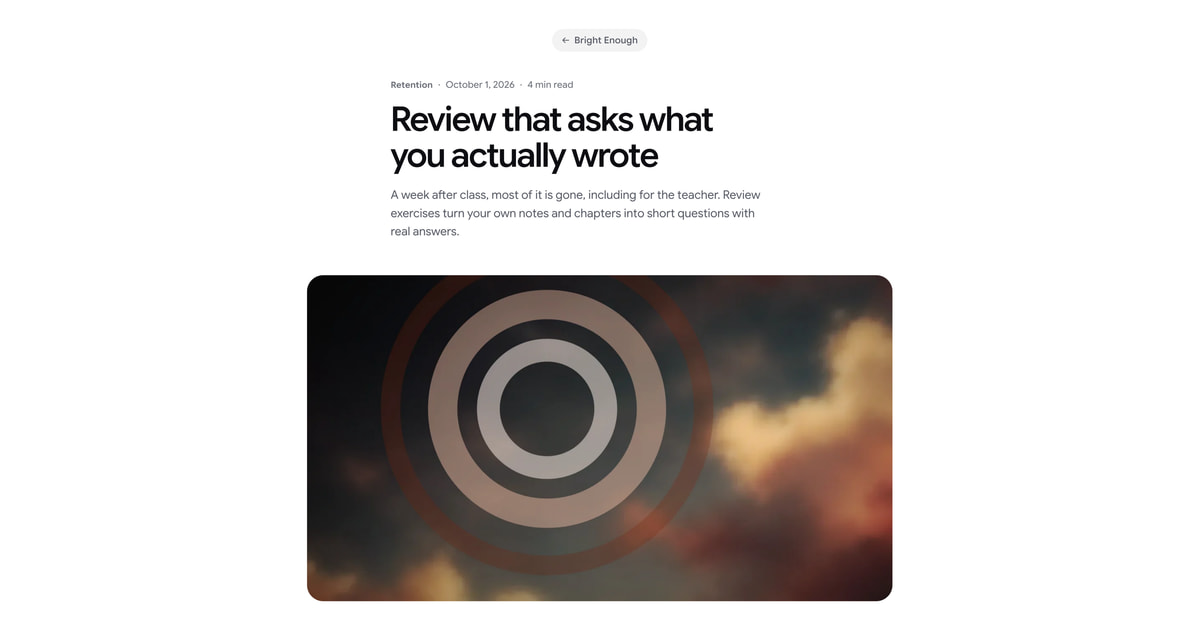 ← Bright Enough
Retention · October 1, 2026 · 4 min read
Review that asks what
you actually wrote
A week after class, most of it is gone, including for the teacher. Review
exercises turn your own notes and chapters into short questions with
real answers.